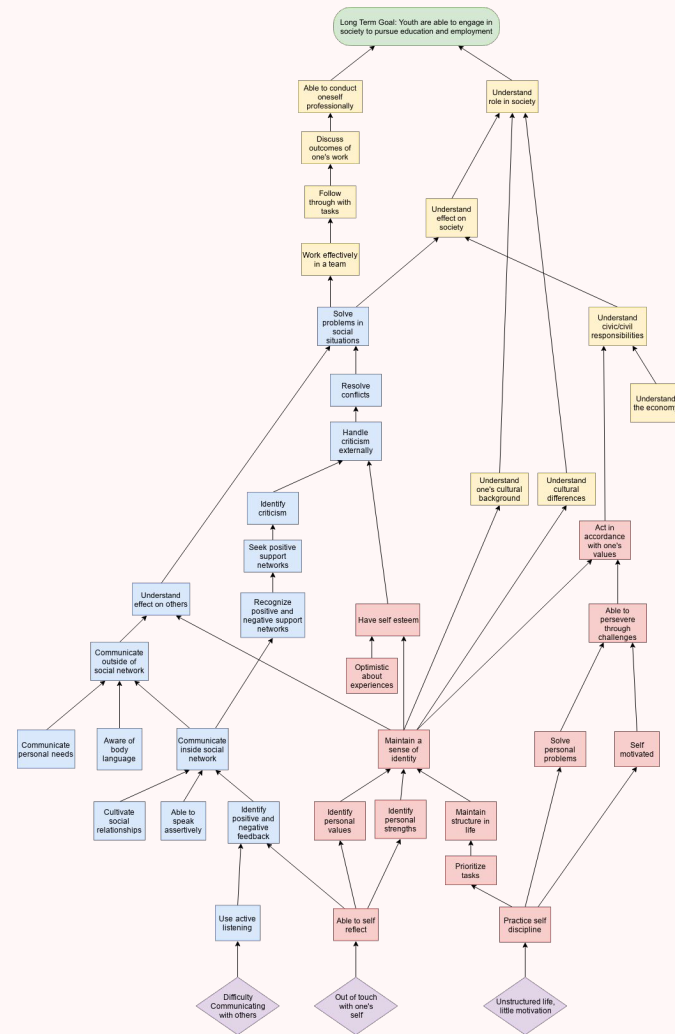 Long Term Goal: Youth are able to engage in
society to pursue education and employment
Able to conduct
oneself
professionally
Understand
role in society
Discuss
outcomes of
one's work
Follow
through with
tasks
Understand
effect on
society
Work effectively
in a team
Solve
problems in
social
situations
Understand
civic/civil
responsibilities
Resolve
conflicts
Understand
the economy
Handle
criticism
externally
Understand
one's cultural
background
Understand
cultural
differences
Identify
criticism
Act in
accordance
with one's
values
Seek positive
support
networks
Understand
effect on others
Recognize
positive and
negative support
networks
Have self esteem
Able to
persevere
through
challenges
Communicate
outside of
social network
Optimistic
about
experiences
Communicate
personal needs
Aware of
body
language
Communicate
inside social
network
Maintain a
sense of
identity
Solve
personal
problems
Self
motivated
Cultivate
social
relationships
Able to
speak
assertively
Identify
positive and
negative
feedback
Identify
personal
values
Identify
personal
strengths
Maintain
structure in
life
Prioritize
tasks
Use active
listening
Able to self
reflect
Practice self
discipline
Difficulty
Communicating
with others
Out of touch
with one's
self
Unstructured life,
little motivation